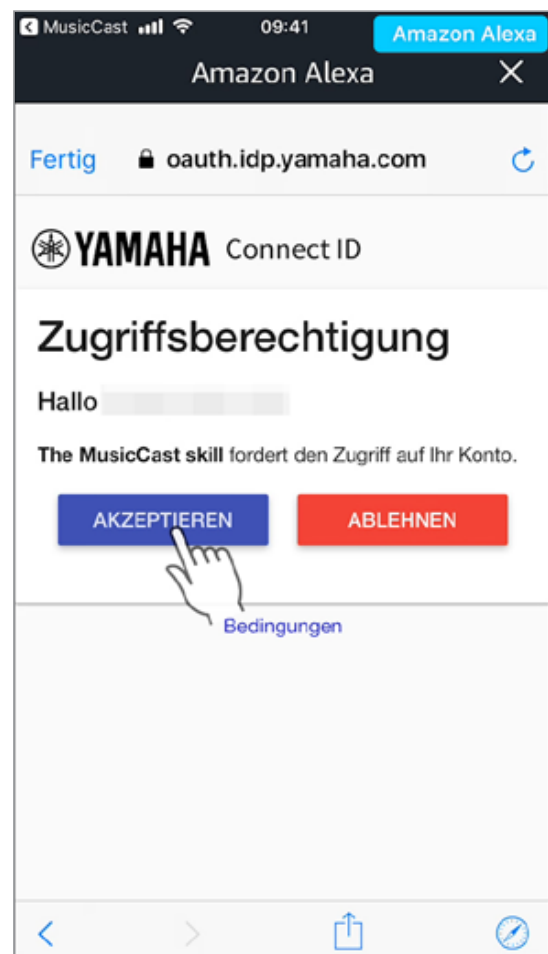 MusicCast 09:41 Amazon Alexa
Amazon Alexa
Fertig oauth.idp.yamaha.com
YAMAHA Connect ID
Zugriffsberechtigung
Hallo
The MusicCast skill fordert den Zugriff auf Ihr Konto.
AKZEPTIEREN ABLEHNEN
Bedingungen